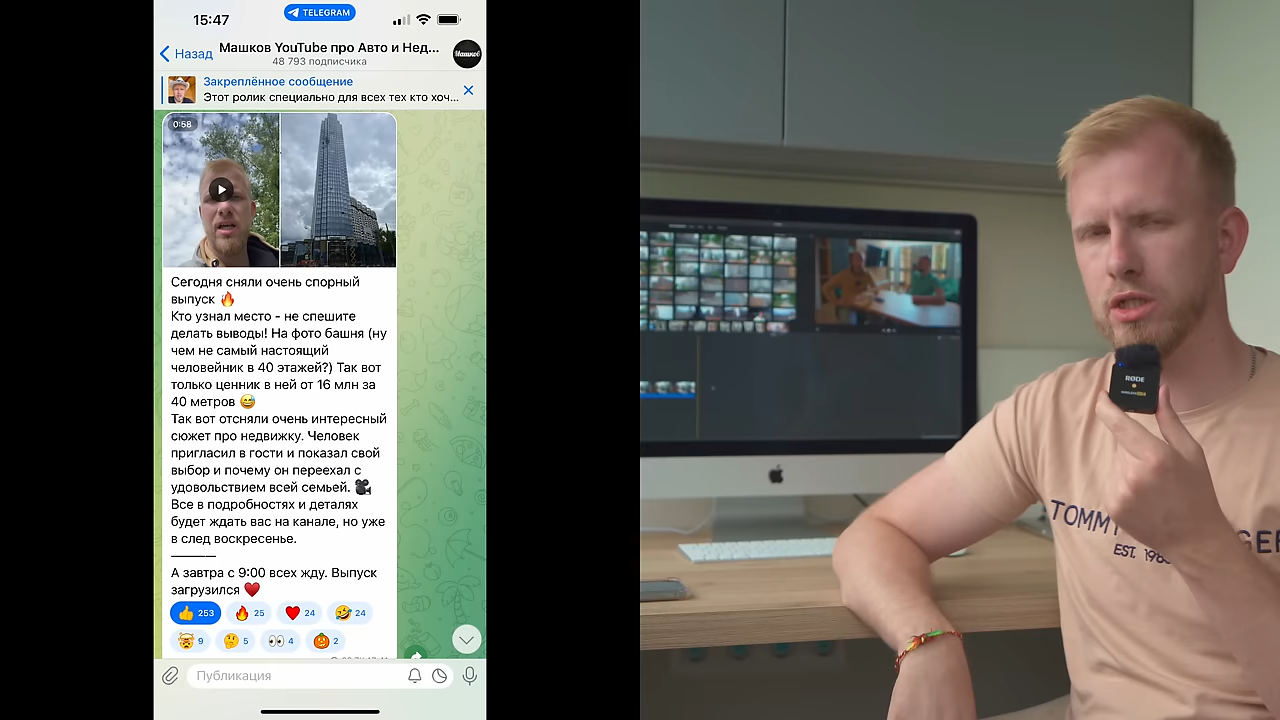 15:47
TELEGRAM
Назад
Машков YouTube про Авто и Нед...
48 793 подписчика
Машков
Закреплённое сообщение
Этот ролик специально для всех тех кто хоч...
0:58
Сегодня сняли очень спорный
выпуск 🔥
Кто узнал место - не спешите
делать выводы! На фото башня (ну
чем не самый настоящий
человейник в 40 этажей?) Так вот
только ценник в ней от 16 млн за
40 метров 😅
Так вот отсняли очень интересный
сюжет про недвижку. Человек
пригласил в гости и показал свой
выбор и почему он переехал с
удовольствием всей семьей. 🎥
Все в подробностях и деталях
будет ждать вас на канале, но уже
в след воскресенье.
———
А завтра с 9:00 всех жду. Выпуск
загрузился ♥️
👍 253 🔥 25 ❤️ 24 🤣 24
🤯 9 🤔 5 👀 4 🎃 2
Публикация
RØDE
TOMM
GE
EST. 198